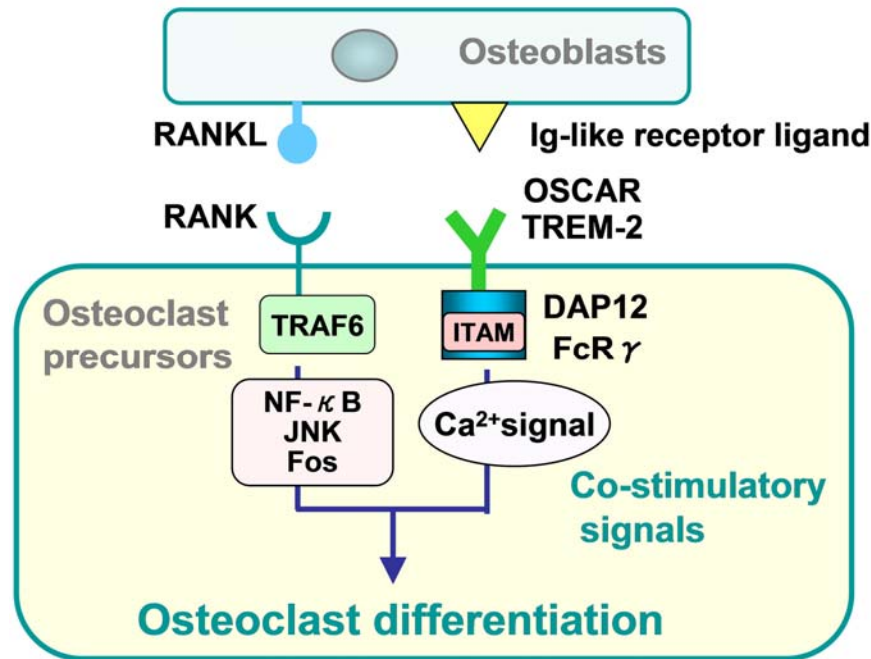 Osteoblasts
RANKL
Ig-like receptor ligand
RANK
OSCAR
TREM-2
Osteoclast
precursors
TRAF6
ITAM
DAP12
FcR γ
NF-κB
JNK
Fos
Ca²⁺signal
Co-stimulatory
signals
Osteoclast differentiation